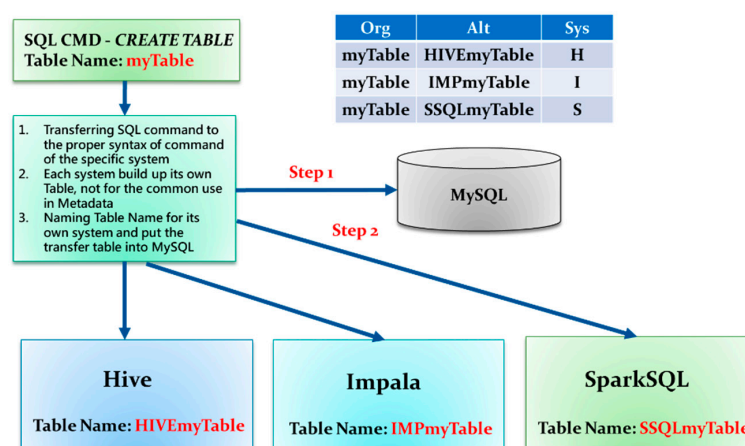 SQL CMD - CREATE TABLE
Table Name: myTable
Org Alt Sys
myTable HIVEmyTable H
myTable IMPmyTable I
myTable SSQLmyTable S
1. Transferring SQL command to
the proper syntax of command
of the specific system
2. Each system build up its own
Table, not for the common use
in Metadata
3. Naming Table Name for its
own system and put the
transfer table into MySQL
Step 1
MySQL
Step 2
Hive
Table Name: HIVEmyTable
Impala
Table Name: IMPmyTable
SparkSQL
Table Name: SSQLmyTable